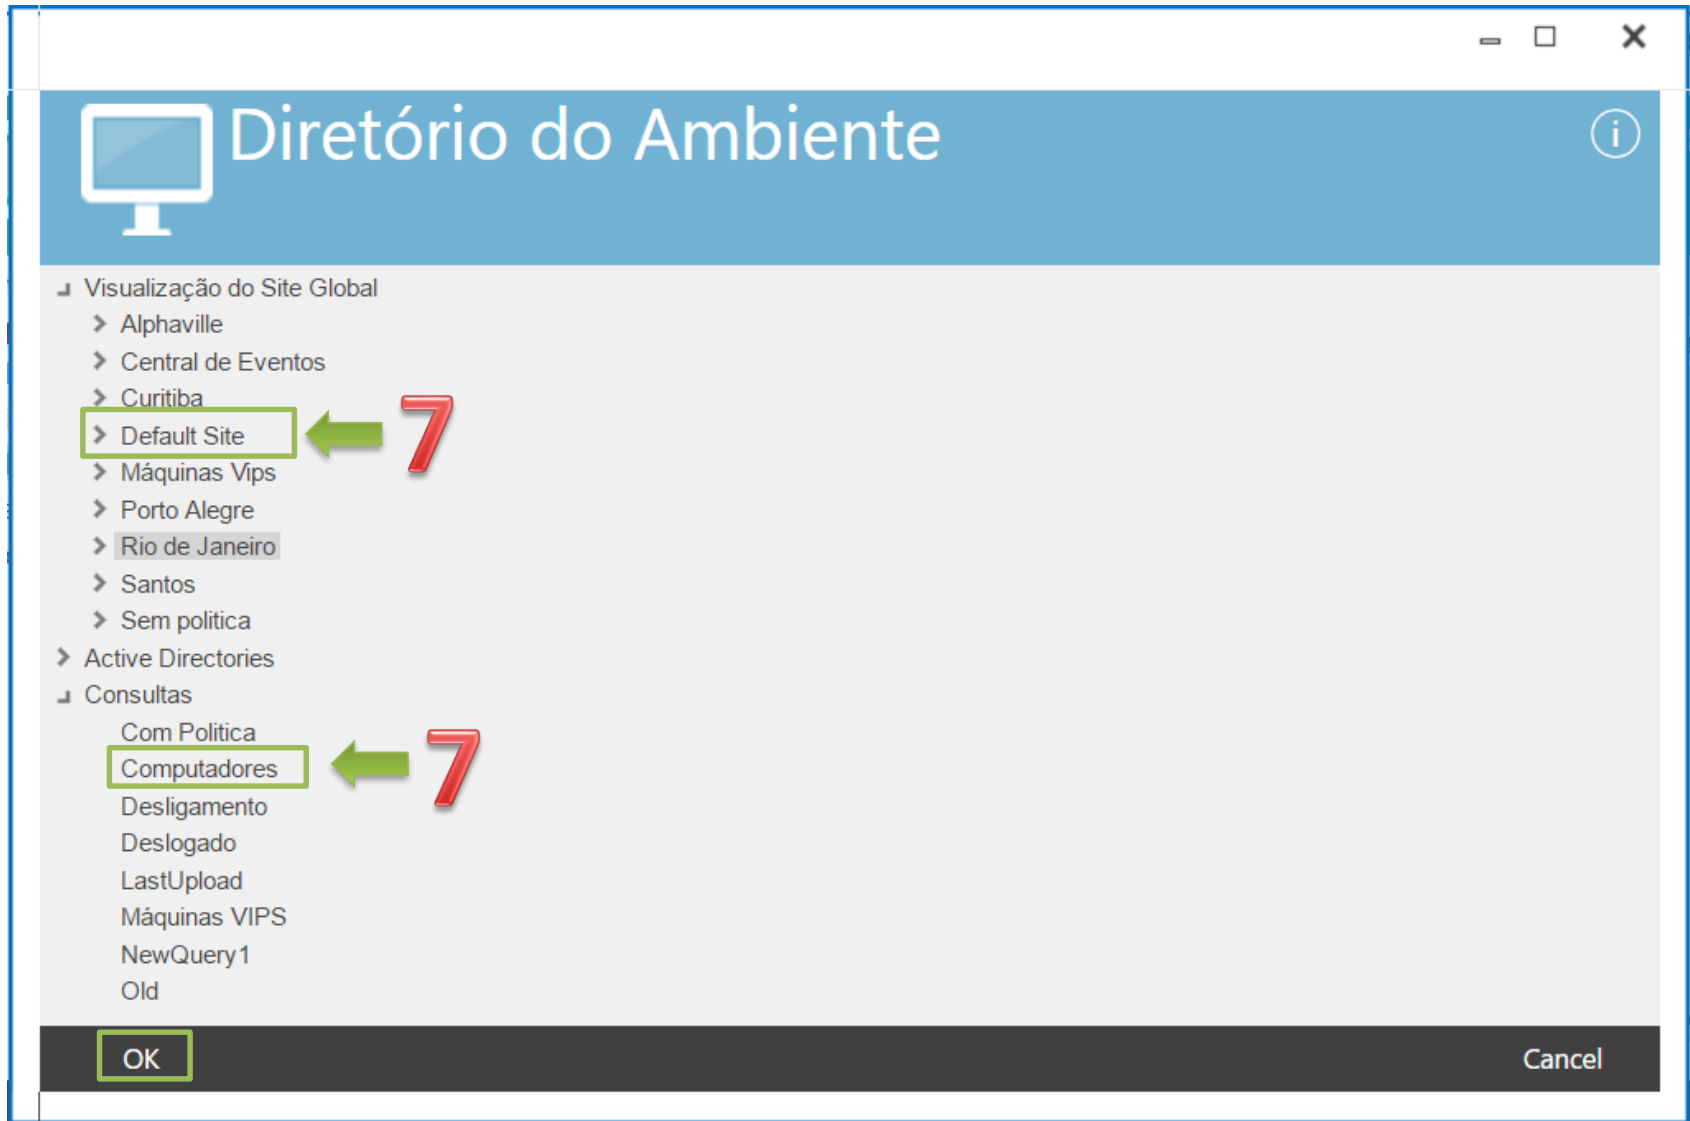 Diretório do Ambiente
i
Visualização do Site Global
Alphaville
Central de Eventos
Curitiba
Default Site
7
Máquinas Vips
Porto Alegre
Rio de Janeiro
Santos
Sem politica
Active Directories
Consultas
Com Politica
Computadores
7
Desligamento
Deslogado
LastUpload
Máquinas VIPS
NewQuery1
Old
OK
Cancel